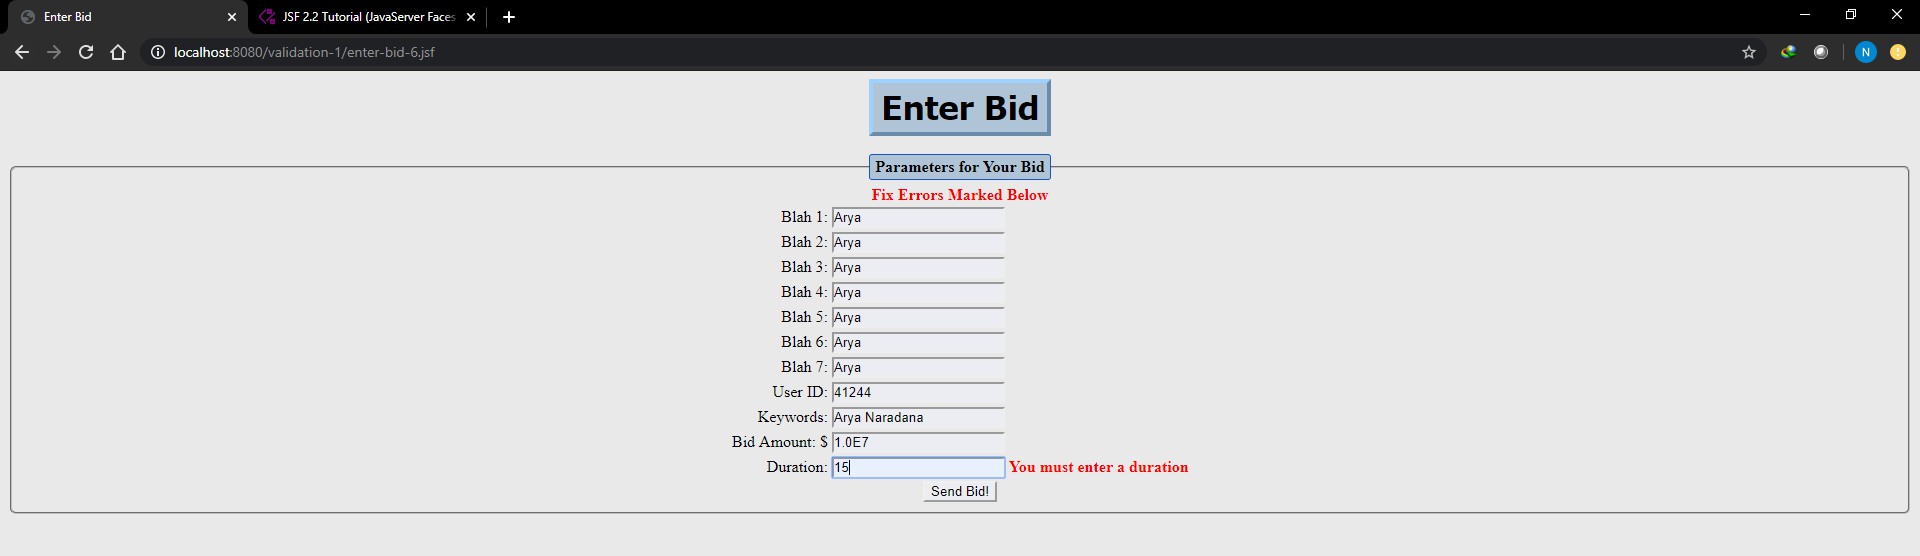 Enter Bid
JSF 2.2 Tutorial (JavaServer Faces
localhost:8080/validation-1/enter-bid-6.jsf
N
Enter Bid
Parameters for Your Bid
Fix Errors Marked Below
Blah 1: Arya
Blah 2: Arya
Blah 3: Arya
Blah 4: Arya
Blah 5: Arya
Blah 6: Arya
Blah 7: Arya
User ID: 41244
Keywords: Arya Naradana
Bid Amount: $ 1.0E7
Duration: 15 You must enter a duration
Send Bid!